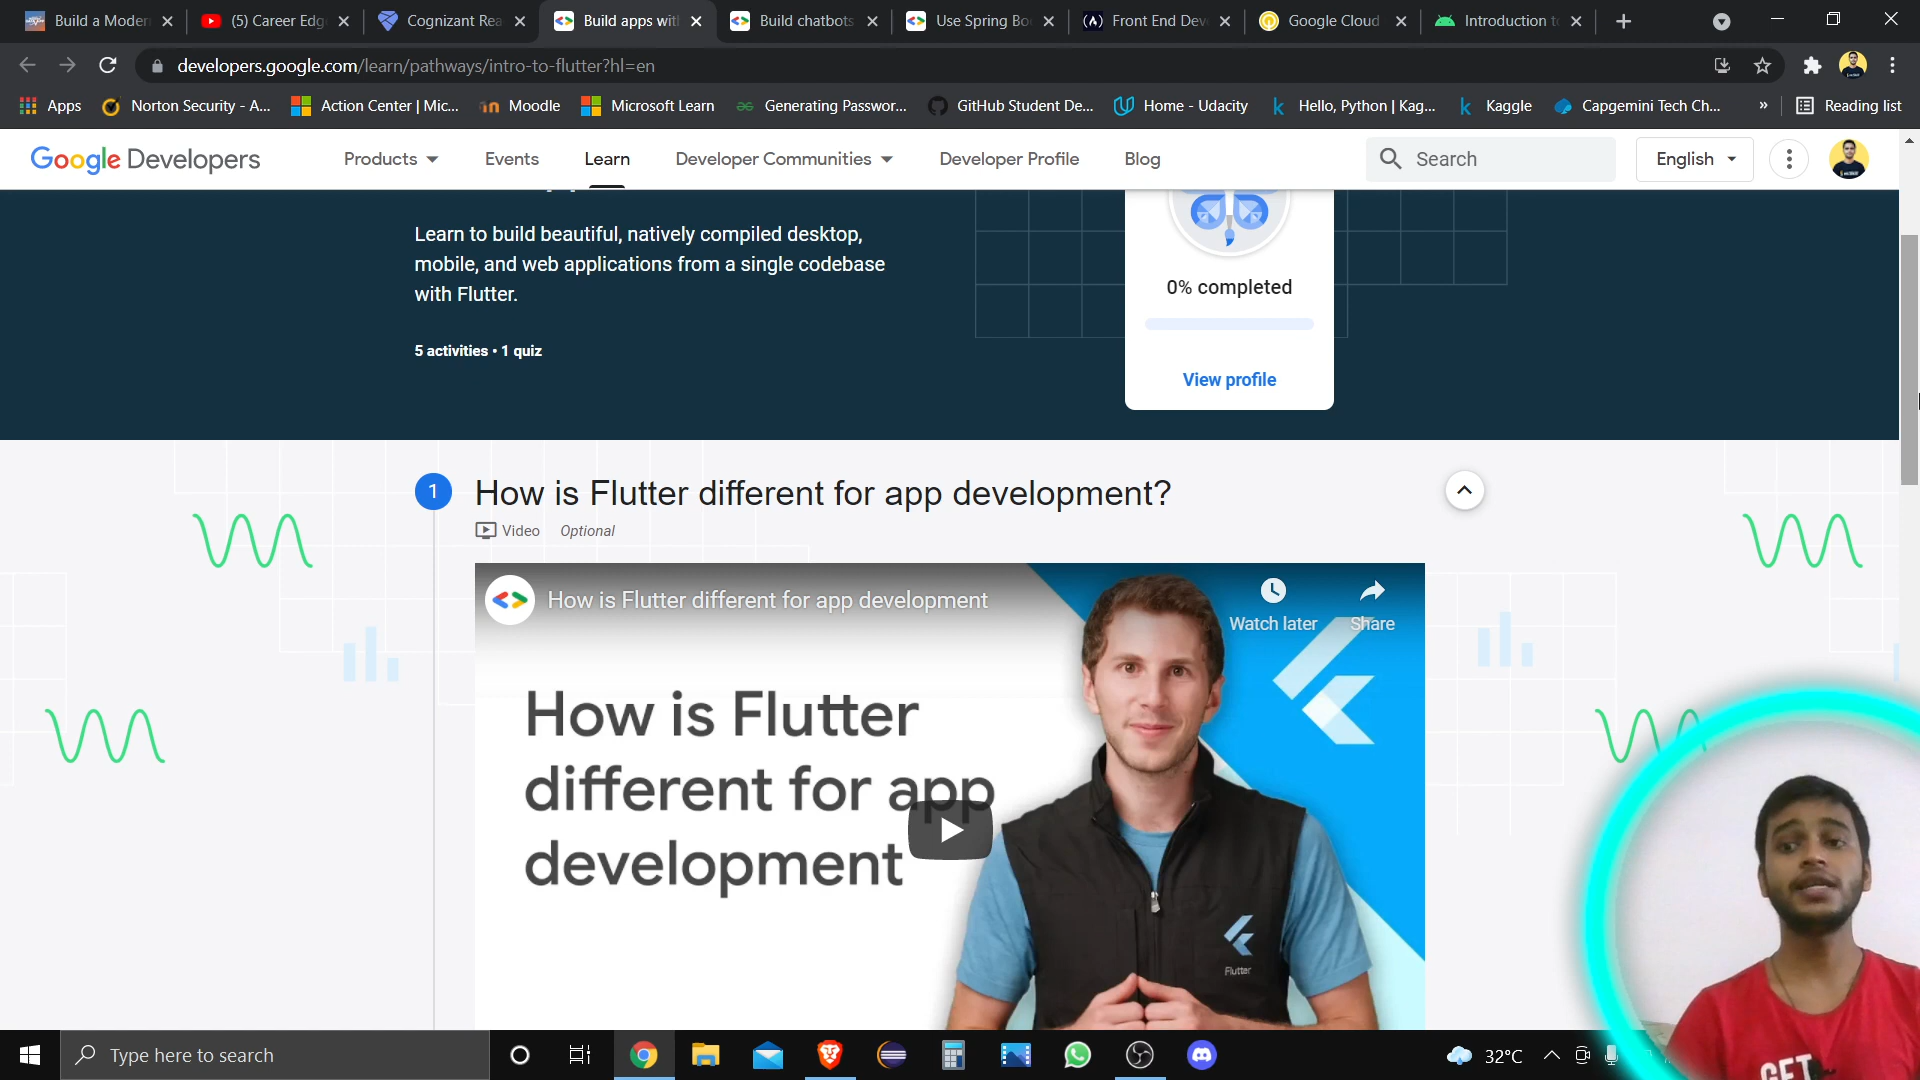 Build a Moder
(5) Career Edg
Cognizant Rea
Build apps wit
Build chatbots
Use Spring Bo
Front End Dev
Google Cloud
Introduction to
developers.google.com/learn/pathways/intro-to-flutter?hl=en
Apps
Norton Security - A...
Action Center | Mic...
Moodle
Microsoft Learn
Generating Passwor...
GitHub Student De...
Home - Udacity
Hello, Python | Kag...
Kaggle
Capgemini Tech Ch...
»
Reading list
Google Developers
Products
Events
Learn
Developer Communities
Developer Profile
Blog
Search
English
Learn to build beautiful, natively compiled desktop,
mobile, and web applications from a single codebase
with Flutter.
5 activities • 1 quiz
0% completed
View profile
1
How is Flutter different for app development?
Video Optional
How is Flutter different for app development
Watch later
Share
How is Flutter
different for app
development
Flutter
GET
Type here to search
32°C